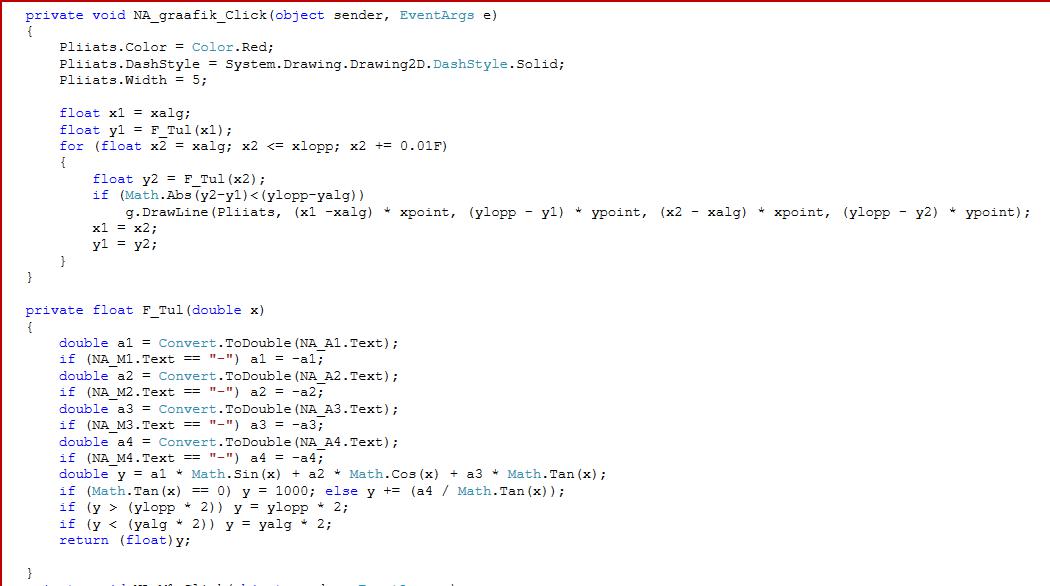 private void NA_graafik_Click(object sender, EventArgs e)
{
Pliiats.Color = Color.Red;
Pliiats.DashStyle = System.Drawing.Drawing2D.DashStyle.Solid;
Pliiats.Width = 5;
float x1 = xalg;
float y1 = F_Tul(x1);
for (float x2 = xalg; x2 <= xlopp; x2 += 0.01F)
{
float y2 = F_Tul(x2);
if (Math.Abs(y2-y1)<(ylopp-yalg))
g.DrawLine(Pliiats, (x1 -xalg) * xpoint, (ylopp - y1) * ypoint, (x2 - xalg) * xpoint, (ylopp - y2) * ypoint);
x1 = x2;
y1 = y2;
}
}
private float F_Tul(double x)
{
double a1 = Convert.ToDouble(NA_A1.Text);
if (NA_M1.Text == "-") a1 = -a1;
double a2 = Convert.ToDouble(NA_A2.Text);
if (NA_M2.Text == "-") a2 = -a2;
double a3 = Convert.ToDouble(NA_A3.Text);
if (NA_M3.Text == "-") a3 = -a3;
double a4 = Convert.ToDouble(NA_A4.Text);
if (NA_M4.Text == "-") a4 = -a4;
double y = a1 * Math.Sin(x) + a2 * Math.Cos(x) + a3 * Math.Tan(x);
if (Math.Tan(x) == 0) y = 1000; else y += (a4 / Math.Tan(x));
if (y > (ylopp * 2)) y = ylopp * 2;
if (y < (yalg * 2)) y = yalg * 2;
return (float)y;
}